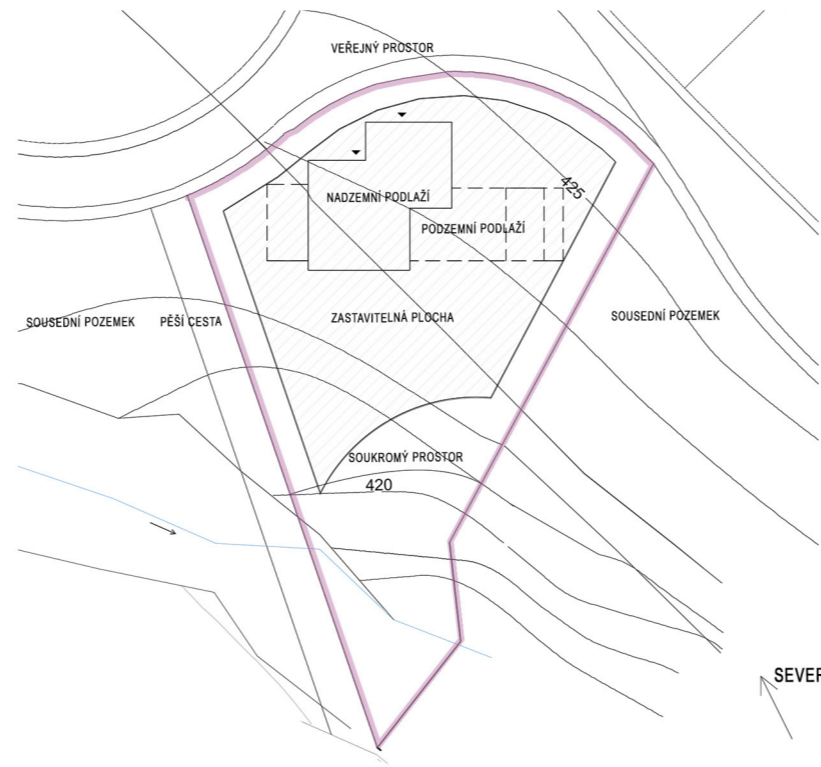 VEŘEJNÝ PROSTOR
425
NADZEMNÍ PODLAŽÍ
PODZEMNÍ PODLAŽÍ
SOUSEDNÍ POZEMEK
PĚŠÍ CESTA
ZASTAVITELNÁ PLOCHA
SOUSEDNÍ POZEMEK
SOUKROMÝ PROSTOR
420
SEVER